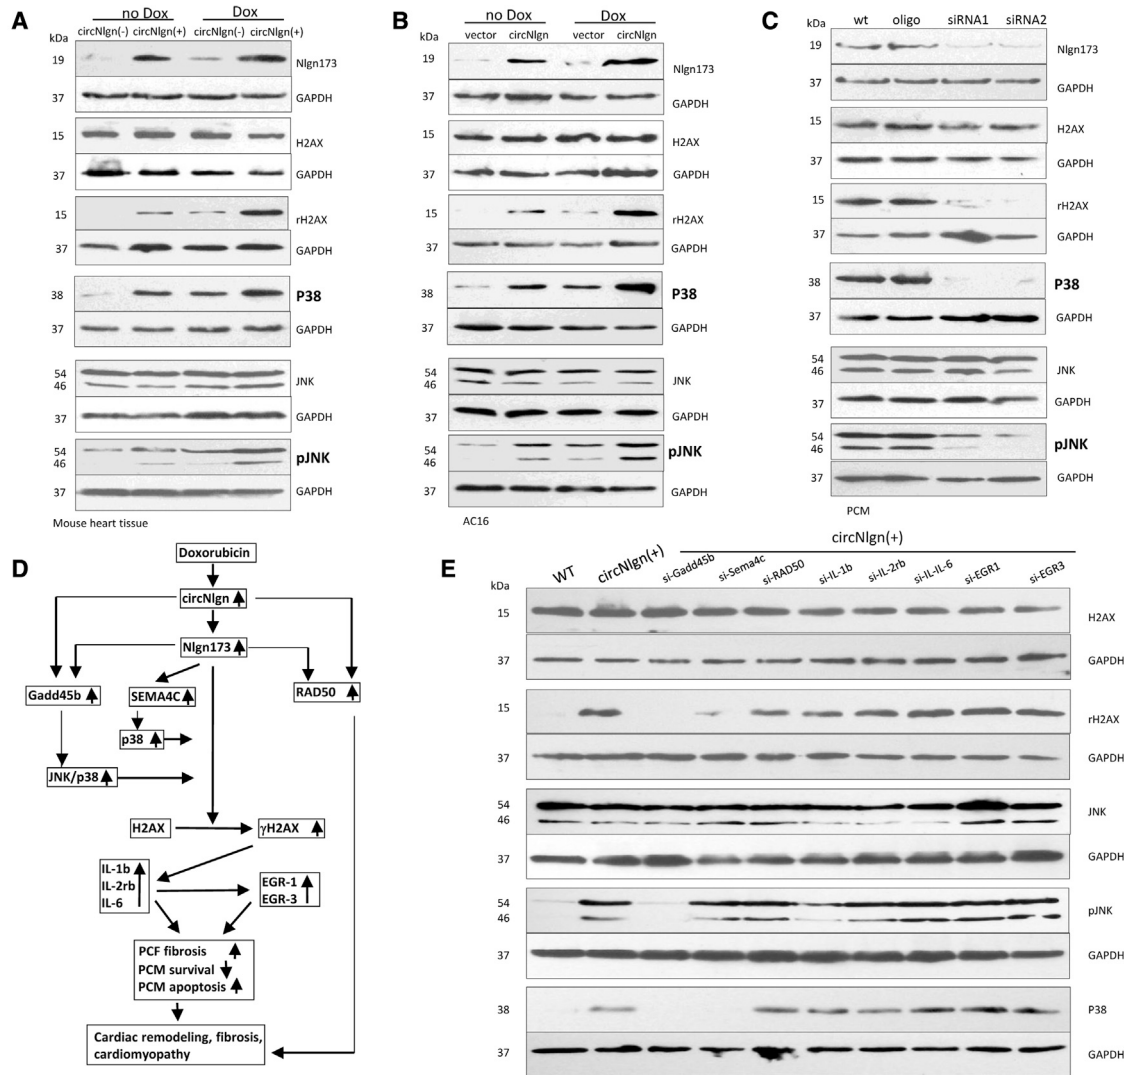 A
no Dox
Dox
kDa
circNlgn(-)
circNlgn(+)
circNlgn(-)
circNlgn(+)
19
Nlgn173
37
GAPDH
15
H2AX
37
GAPDH
15
rH2AX
37
GAPDH
38
P38
37
GAPDH
54
46
JNK
37
GAPDH
54
46
pJNK
37
GAPDH
Mouse heart tissue
B
no Dox
Dox
kDa
vector
circNlgn
vector
circNlgn
19
Nlgn173
37
GAPDH
15
H2AX
37
GAPDH
15
rH2AX
37
GAPDH
38
P38
37
GAPDH
54
46
JNK
37
GAPDH
54
46
pJNK
37
GAPDH
AC16
C
kDa
wt
oligo
siRNA1
siRNA2
19
Nlgn173
37
GAPDH
15
H2AX
37
GAPDH
15
rH2AX
37
GAPDH
38
P38
37
GAPDH
54
46
JNK
37
GAPDH
54
46
pJNK
37
GAPDH
PCM
D
Doxorubicin
circNlgn
Nlgn173
Gadd45b
SEMA4C
RAD50
p38
JNK/p38
H2AX
γH2AX
IL-1b
IL-2rb
IL-6
EGR-1
EGR-3
PCF fibrosis
PCM survival
PCM apoptosis
Cardiac remodeling, fibrosis,
cardiomyopathy
E
circNlgn(+)
kDa
WT
circNlgn(+)
si-Gadd45b
si-Sema4c
si-RAD50
si-IL-1b
si-IL-2rb
si-IL-IL-6
si-EGR1
si-EGR3
15
H2AX
37
GAPDH
15
rH2AX
37
GAPDH
54
46
JNK
37
GAPDH
54
46
pJNK
37
GAPDH
38
P38
37
GAPDH